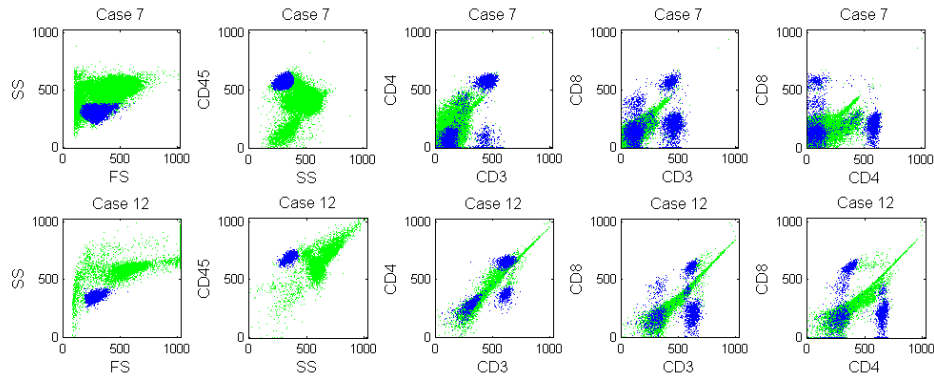 Case 7 Case 7 Case 7 Case 7 Case 7
1000 1000 1000 1000 1000
SS CD45 CD4 CD8 CD8
500 500 500 500 500
0 0 0 0 0
0 500 1000 0 500 1000 0 500 1000 0 500 1000 0 500 1000
FS SS CD3 CD3 CD4
Case 12 Case 12 Case 12 Case 12 Case 12
1000 1000 1000 1000 1000
SS CD45 CD4 CD8 CD8
500 500 500 500 500
0 0 0 0 0
0 500 1000 0 500 1000 0 500 1000 0 500 1000 0 500 1000
FS SS CD3 CD3 CD4